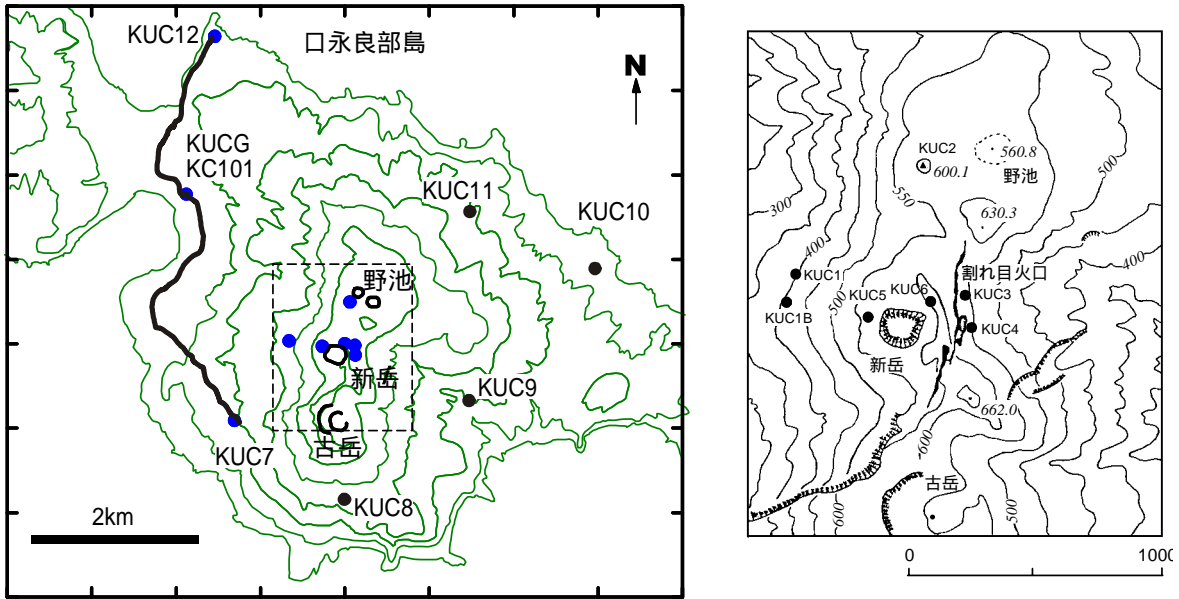 KUC12
口永良部島
N
KUCG
KC101
KUC11
KUC10
野池
新岳
KUC9
古岳
KUC7
KUC8
2km
KUC2
560.8
600.1
野池
500
300
550
630.3
400
400
KUC1
割れ目火口
KUC6
KUC3
500
KUC5
KUC1B
KUC4
新岳
662.0
600
古岳
600
500
0
1000